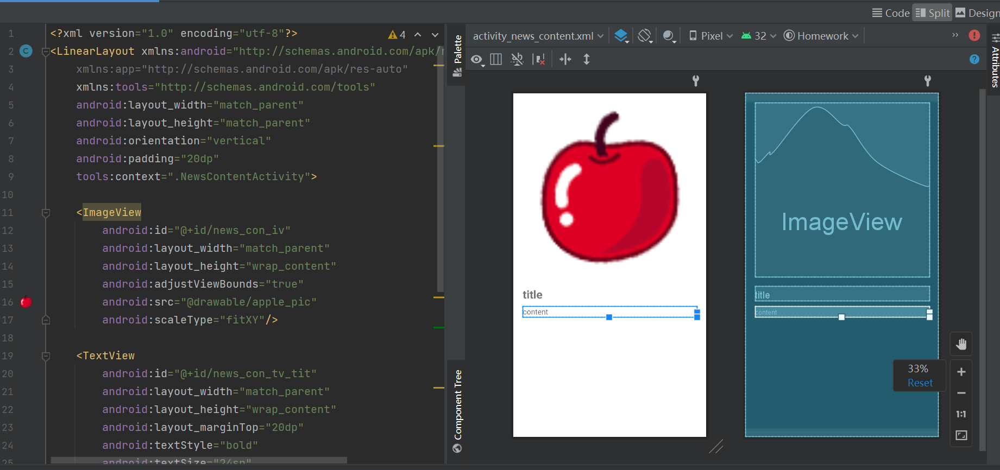 Code
Split
Design
1 <?xml version="1.0" encoding="utf-8"?>
4
2 <LinearLayout xmlns:android="http://schemas.android.com/apk/
3 xmlns:app="http://schemas.android.com/apk/res-auto"
4 xmlns:tools="http://schemas.android.com/tools"
5 android:layout_width="match_parent"
6 android:layout_height="match_parent"
7 android:orientation="vertical"
8 android:padding="20dp"
9 tools:context=".NewsContentActivity">
10
11 <ImageView
12 android:id="@+id/news_con_iv"
13 android:layout_width="match_parent"
14 android:layout_height="wrap_content"
15 android:adjustViewBounds="true"
16 android:src="@drawable/apple_pic"
17 android:scaleType="fitXY"/>
18
19 <TextView
20 android:id="@+id/news_con_tv_tit"
21 android:layout_width="match_parent"
22 android:layout_height="wrap_content"
23 android:layout_marginTop="20dp"
24 android:textStyle="bold"
25 android:textSize="24sp"
C
Palette
Component Tree
activity_news_content.xml
Pixel
32
Homework
Attributes
title
content
ImageView
title
content
33%
Reset
1:1